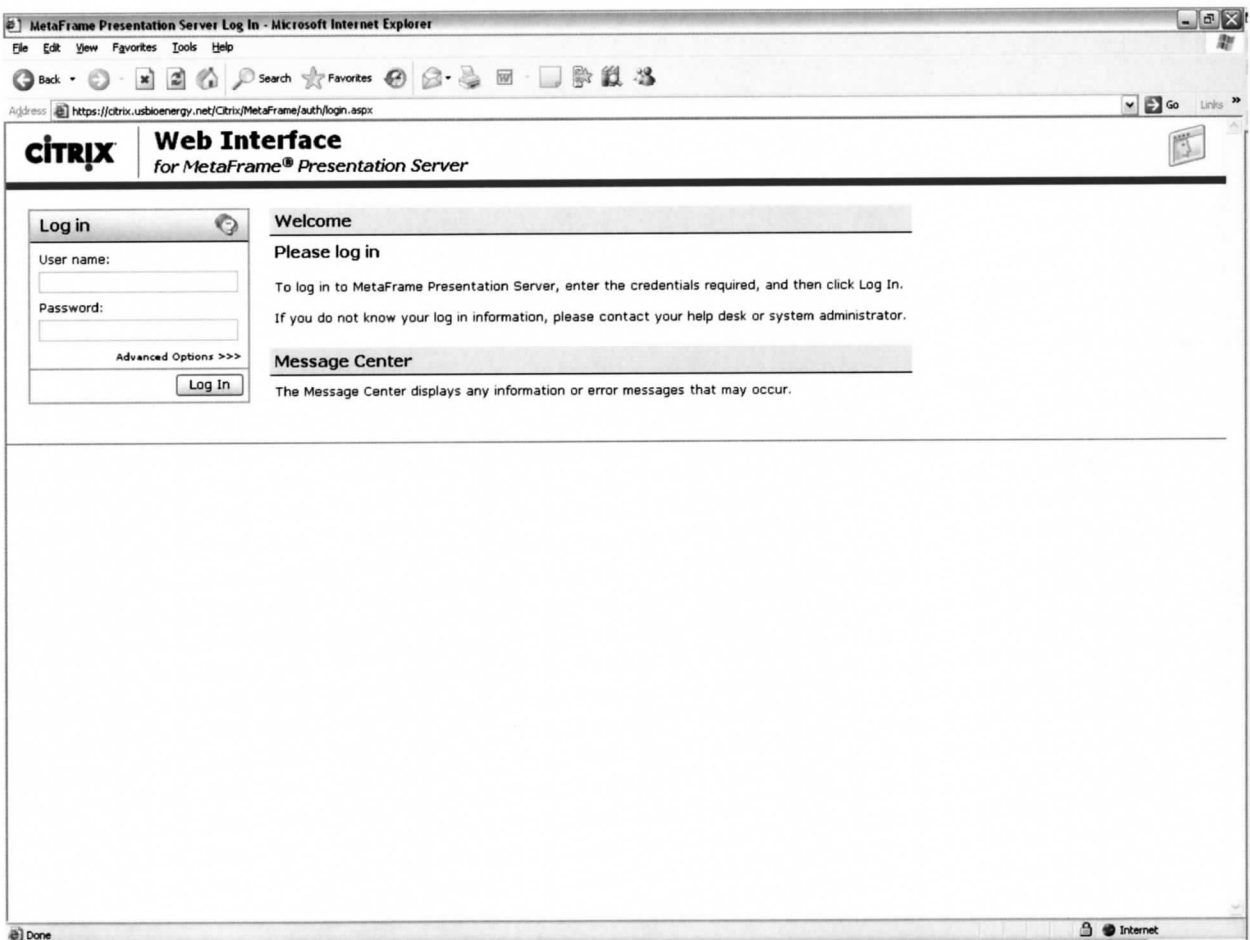 MetaFrame Presentation Server Log In - Microsoft Internet Explorer
File Edit View Favorites Tools Help
Back Search Favorites
Address https://citrix.usbioenergy.net/Citrix/MetaFrame/auth/login.aspx Go Links »
CITRIX
Web Interface
for MetaFrame® Presentation Server
Log in
User name:
Password:
Advanced Options >>>
Log In
Welcome
Please log in
To log in to MetaFrame Presentation Server, enter the credentials required, and then click Log In.
If you do not know your log in information, please contact your help desk or system administrator.
Message Center
The Message Center displays any information or error messages that may occur.
Done Internet